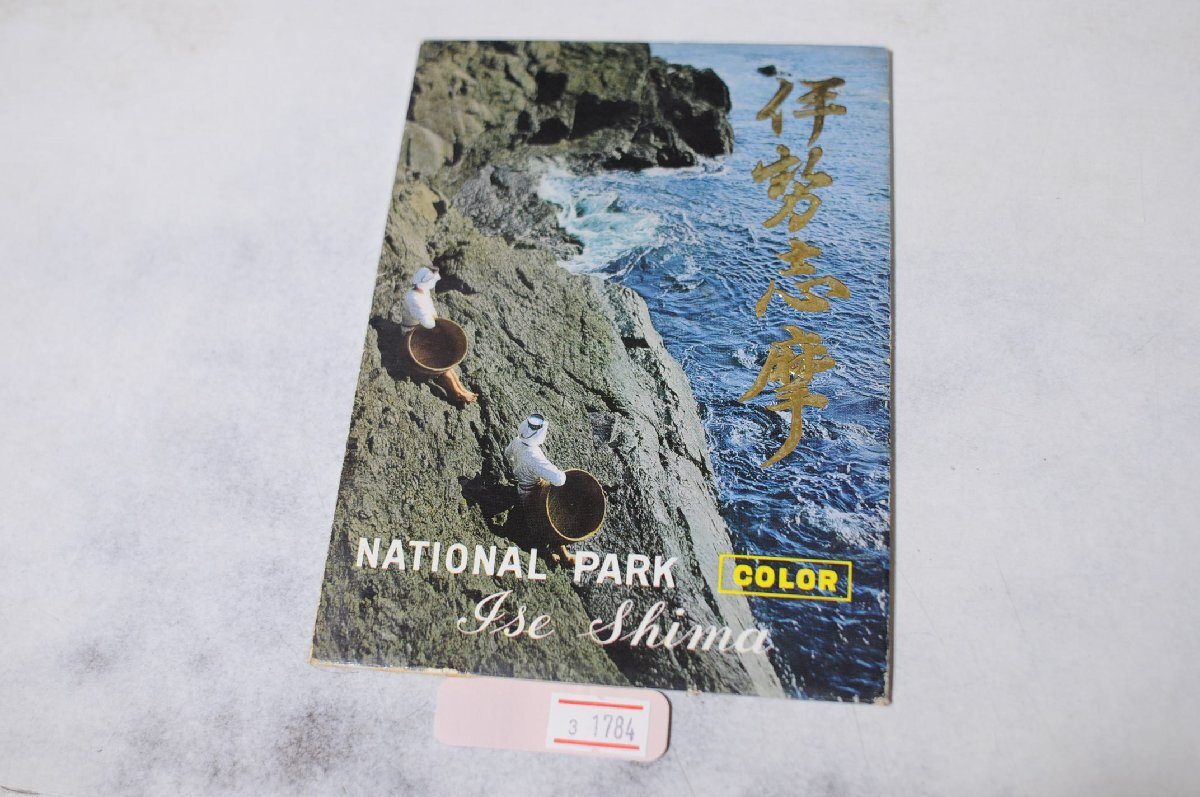 伊勢志摩
NATIONAL PARK
COLOR
Ise Shima
3 1784